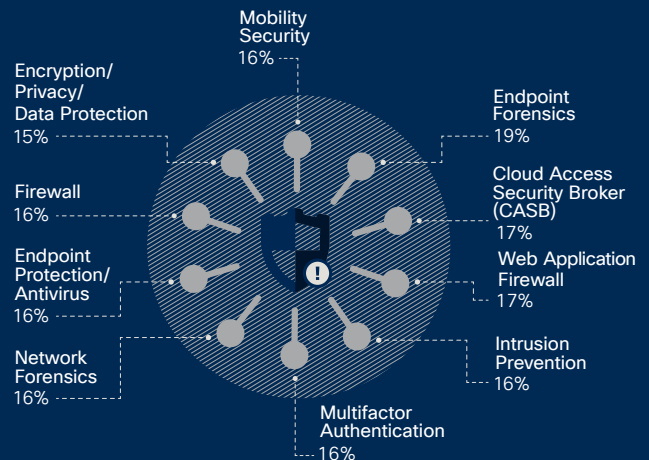 Mobility
Security
16%
Endpoint
Forensics
19%
Cloud Access
Security Broker
(CASB)
17%
Web Application
Firewall
17%
Intrusion
Prevention
16%
Multifactor
Authentication
16%
Network
Forensics
16%
Endpoint
Protection/
Antivirus
16%
Firewall
16%
Encryption/
Privacy/
Data Protection
15%
!